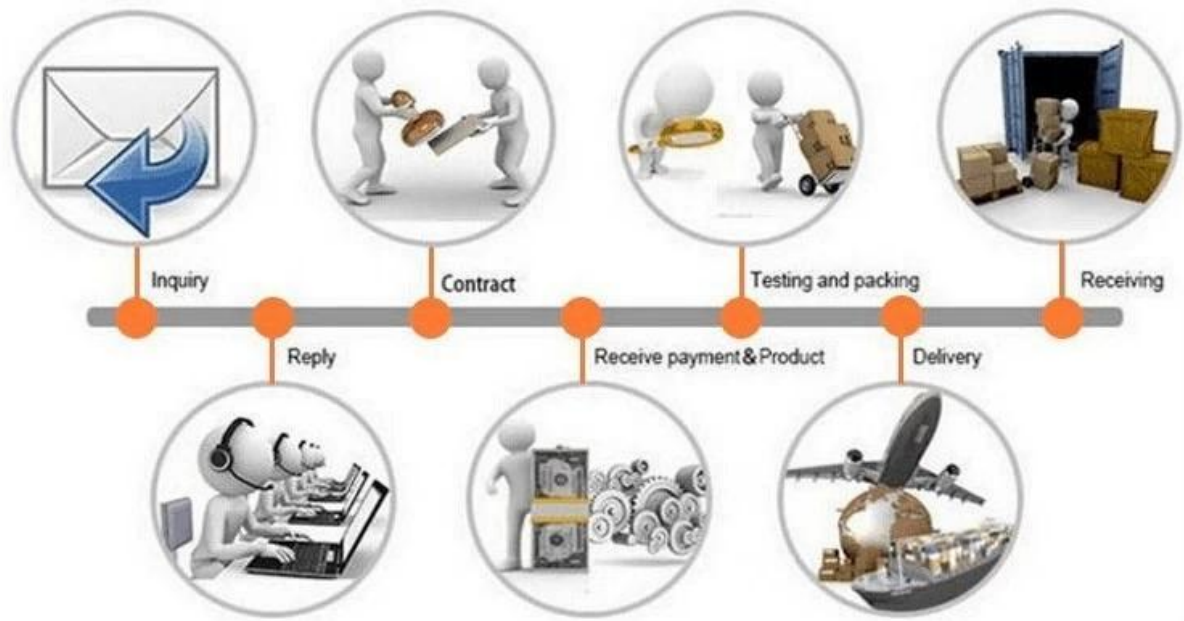 Inquiry
Contract
Testing and packing
Receiving
Reply
Receive payment&Product
Delivery